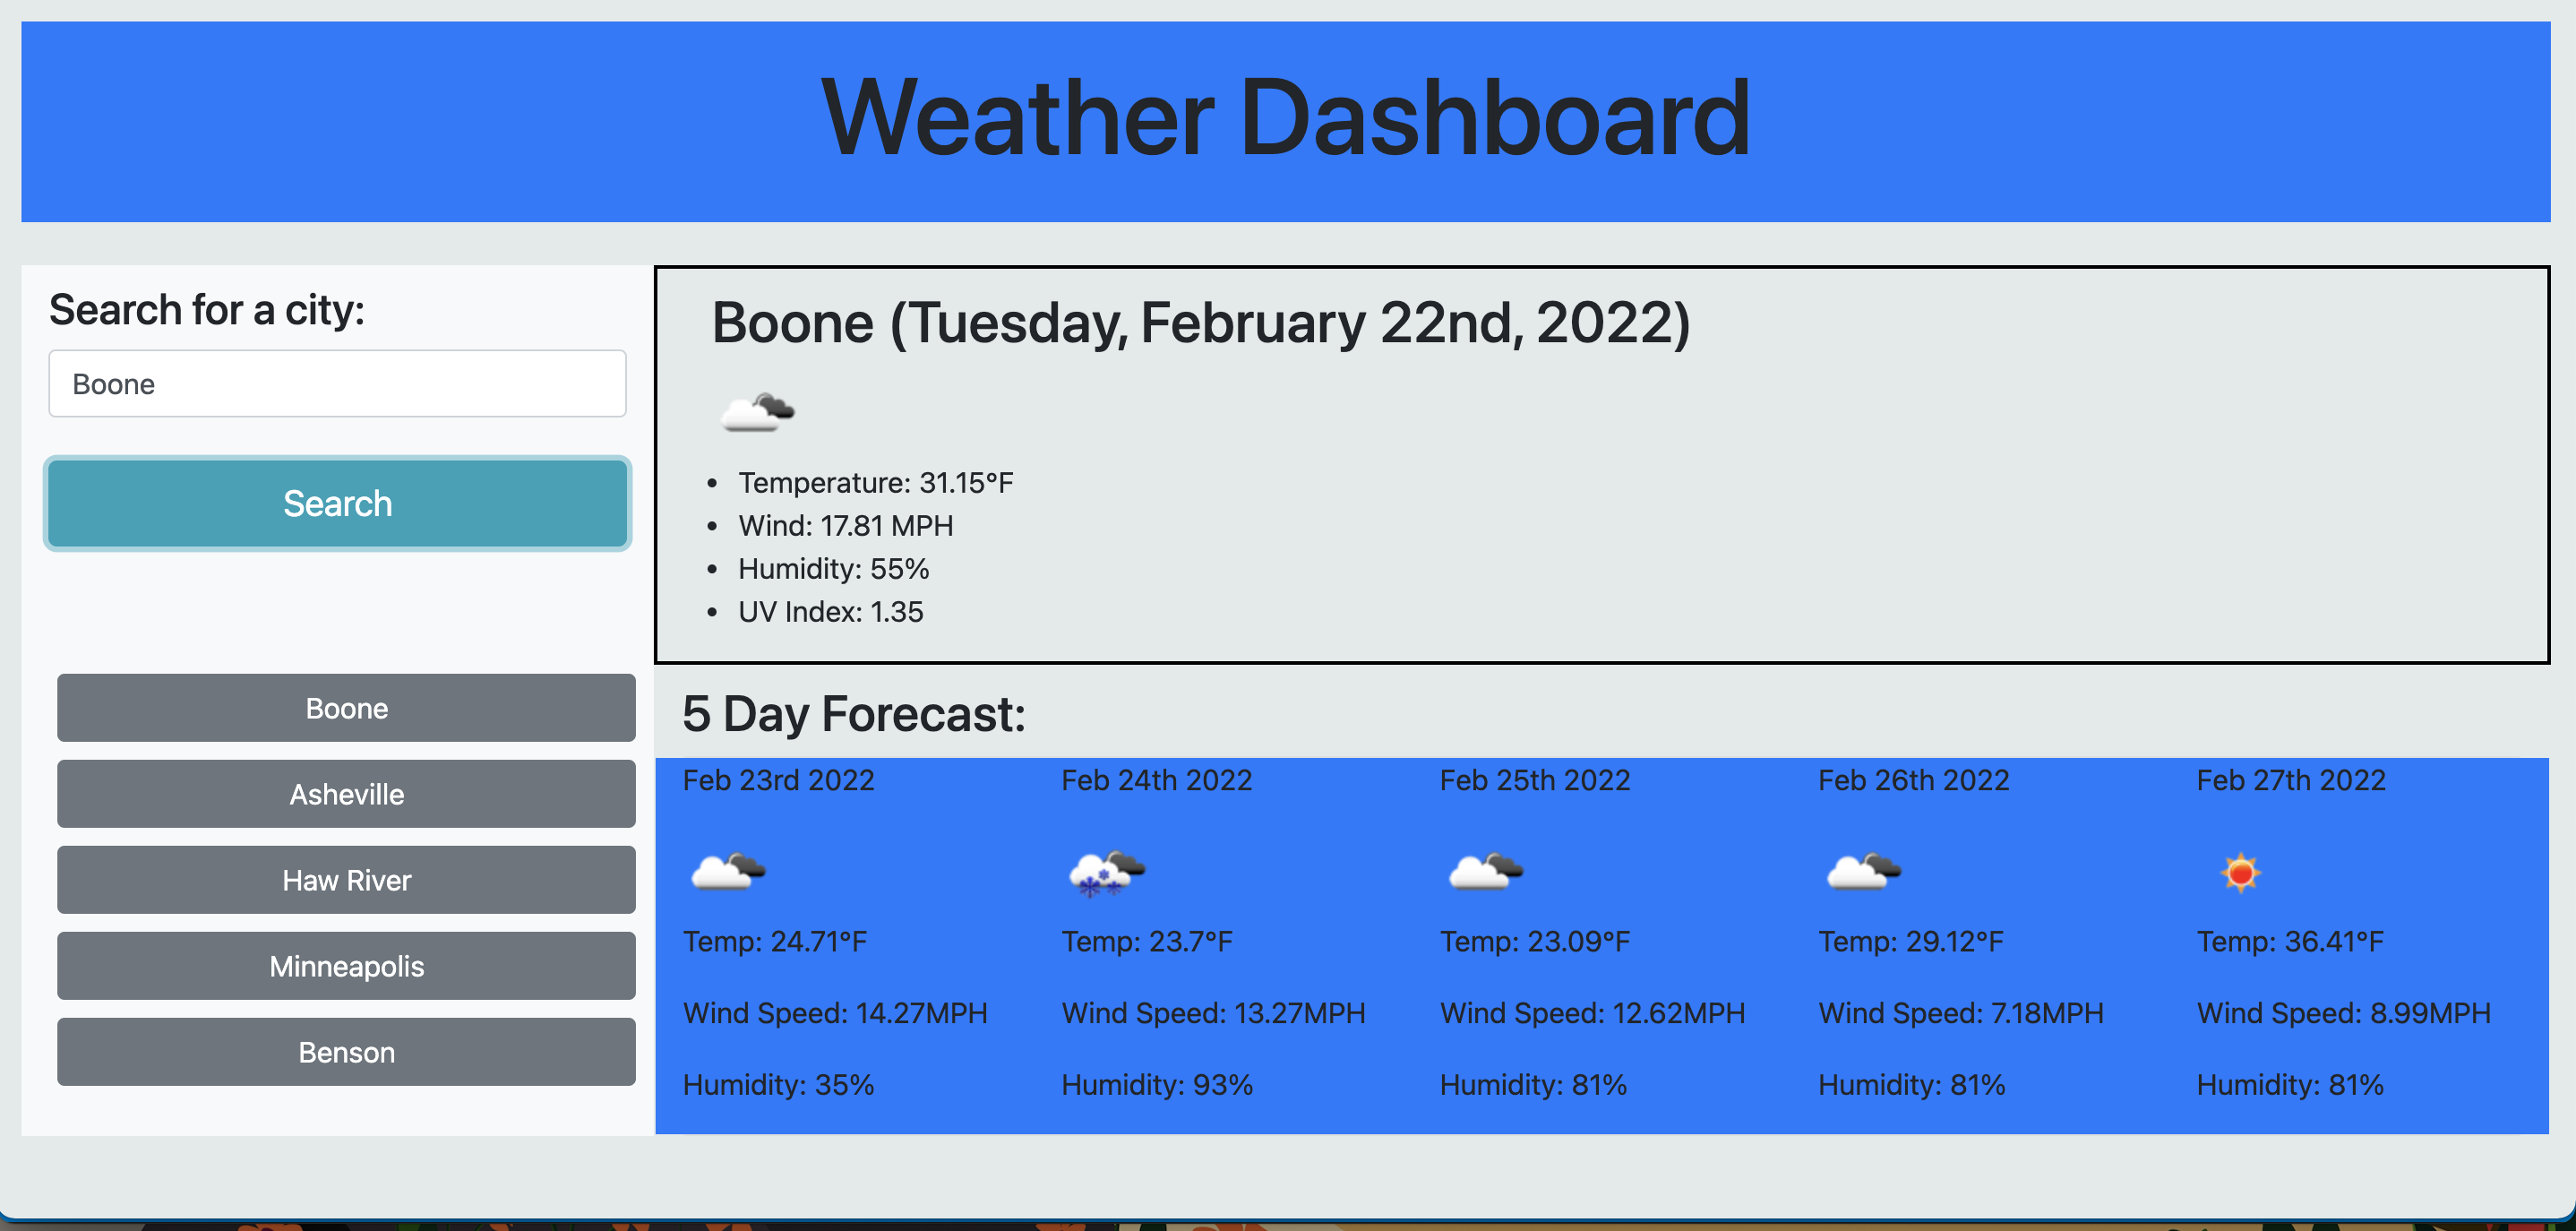 Weather Dashboard
Search for a city:
Boone
Search
Boone
Asheville
Haw River
Minneapolis
Benson
Boone (Tuesday, February 22nd, 2022)
• Temperature: 31.15°F
• Wind: 17.81 MPH
• Humidity: 55%
• UV Index: 1.35
5 Day Forecast:
Feb 23rd 2022
Temp: 24.71°F
Wind Speed: 14.27MPH
Humidity: 35%
Feb 24th 2022
Temp: 23.7°F
Wind Speed: 13.27MPH
Humidity: 93%
Feb 25th 2022
Temp: 23.09°F
Wind Speed: 12.62MPH
Humidity: 81%
Feb 26th 2022
Temp: 29.12°F
Wind Speed: 7.18MPH
Humidity: 81%
Feb 27th 2022
Temp: 36.41°F
Wind Speed: 8.99MPH
Humidity: 81%